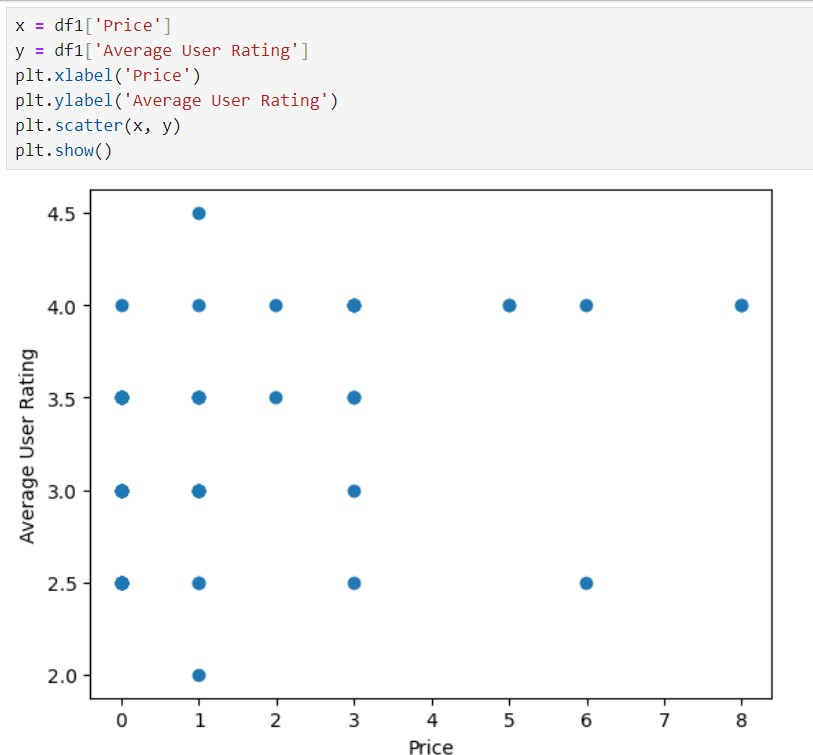 x = df1['Price']
y = df1['Average User Rating']
plt.xlabel('Price')
plt.ylabel('Average User Rating')
plt.scatter(x, y)
plt.show()
Average User Rating
4.5
4.0
3.5
3.0
2.5
2.0
0 1 2 3 4 5 6 7 8
Price